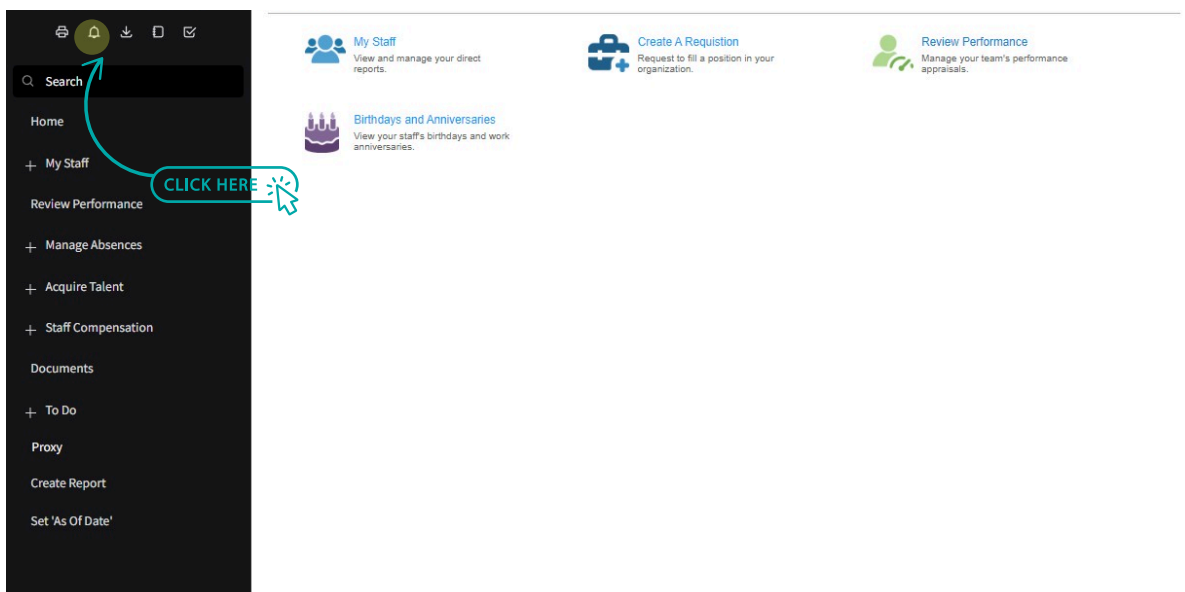 Search
Home
My Staff
Review Performance
Manage Absences
Acquire Talent
Staff Compensation
Documents
To Do
Proxy
Create Report
Set 'As Of Date'
CLICK HERE
My Staff
View and manage your direct
reports.
Create A Requistion
Request to fill a position in your
organization.
Review Performance
Manage your team's performance
appraisals.
Birthdays and Anniversaries
View your staff's birthdays and work
anniversaries.